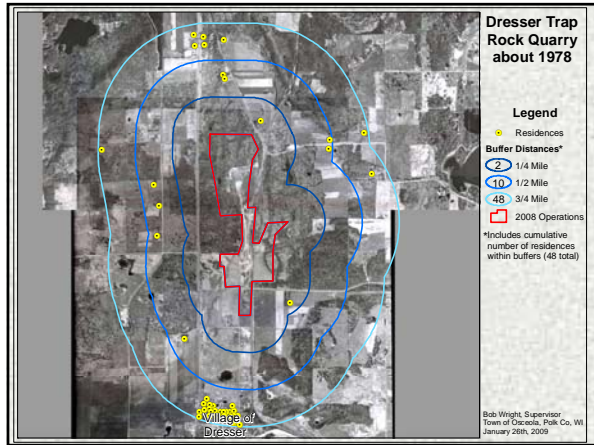 Dresser Trap
Rock Quarry
about 1978
Legend
Residences
Buffer Distances*
2 1/4 Mile
10 1/2 Mile
48 3/4 Mile
2008 Operations
*Includes cumulative
number of residences
within buffers (48 total)
Village of
Dresser
Bob Wright, Supervisor
Town of Osceola, Polk Co, WI
January 26th, 2009